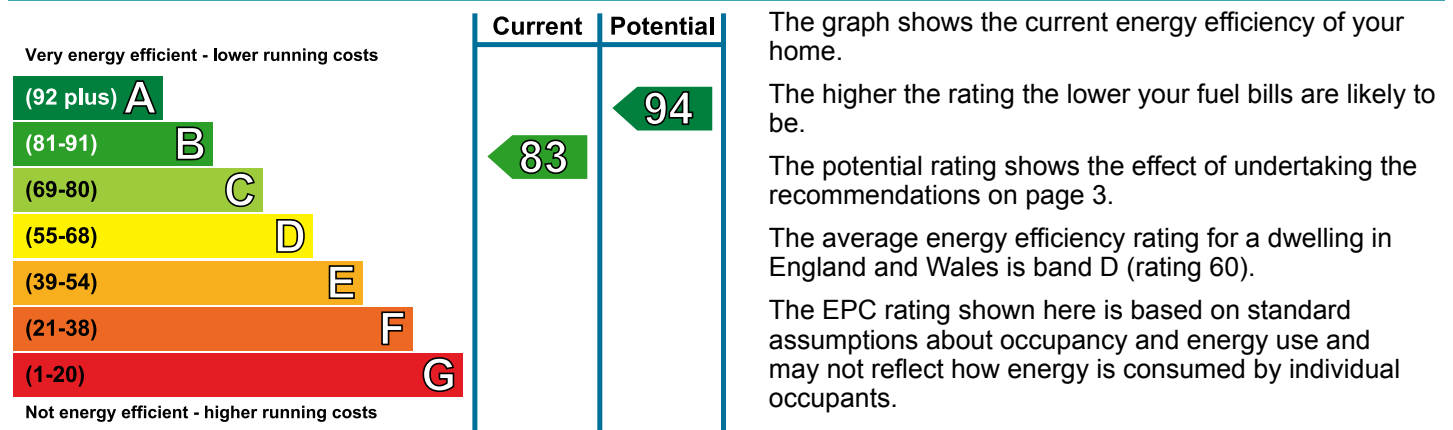 Current Potential
Very energy efficient - lower running costs
(92 plus) A
94
(81-91) B
83
(69-80) C
(55-68) D
(39-54) E
(21-38) F
(1-20) G
Not energy efficient - higher running costs
The graph shows the current energy efficiency of your
home.
The higher the rating the lower your fuel bills are likely to
be.
The potential rating shows the effect of undertaking the
recommendations on page 3.
The average energy efficiency rating for a dwelling in
England and Wales is band D (rating 60).
The EPC rating shown here is based on standard
assumptions about occupancy and energy use and
may not reflect how energy is consumed by individual
occupants.